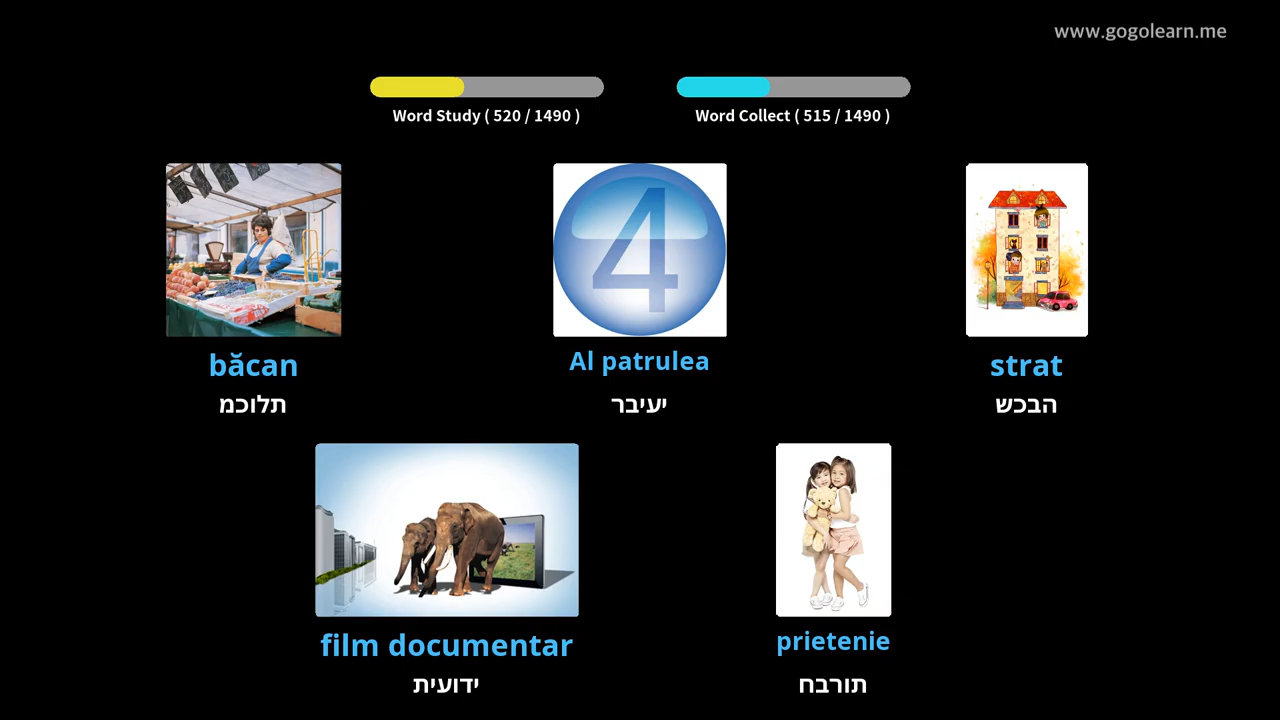 www.gogolearn.me
Word Study ( 520 / 1490 )
Word Collect ( 515 / 1490 )
băcan
תלוכמ
Al patrulea
יעיבר
strat
הבכש
film documentar
ידועית
prietenie
תורבח